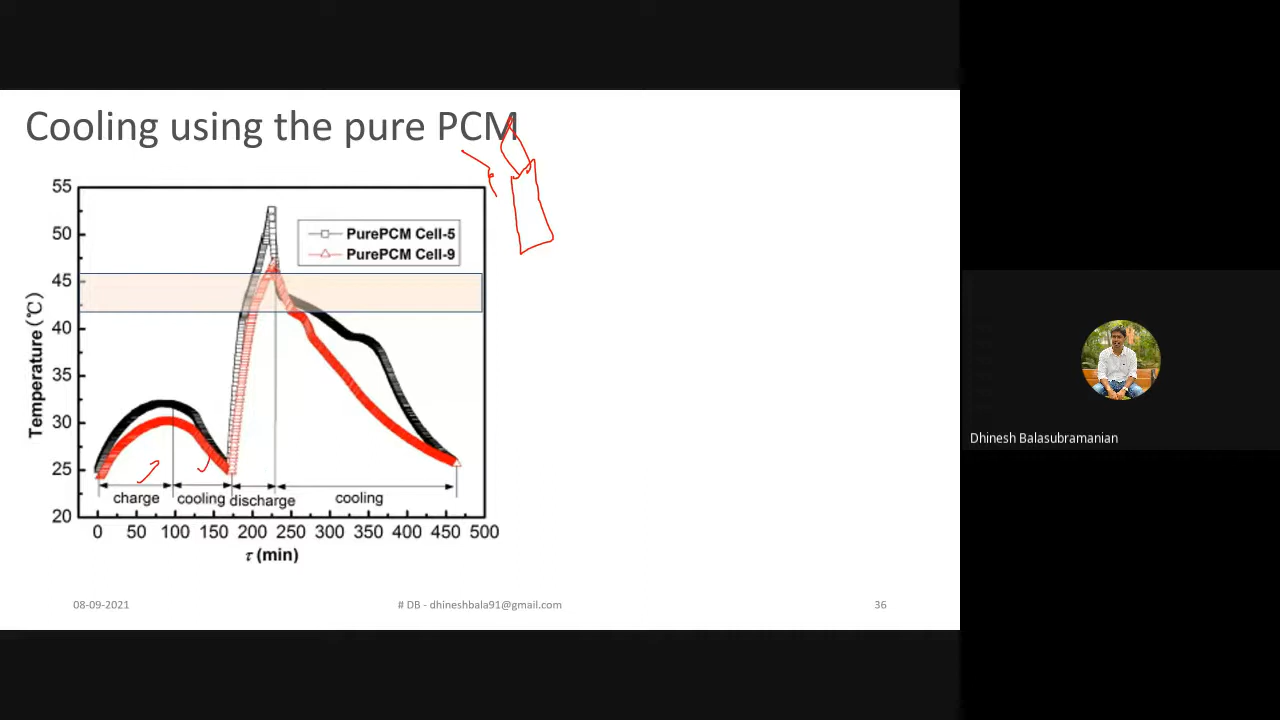 Cooling using the pure PCM
55
50
45
40
35
30
25
20
Temperature (℃)
PurePCM Cell-5
PurePCM Cell-9
charge
cooling
discharge
cooling
0 50 100 150 200 250 300 350 400 450 500
τ (min)
08-09-2021
# DB - dhineshbala91@gmail.com
36
Dhinesh Balasubramanian